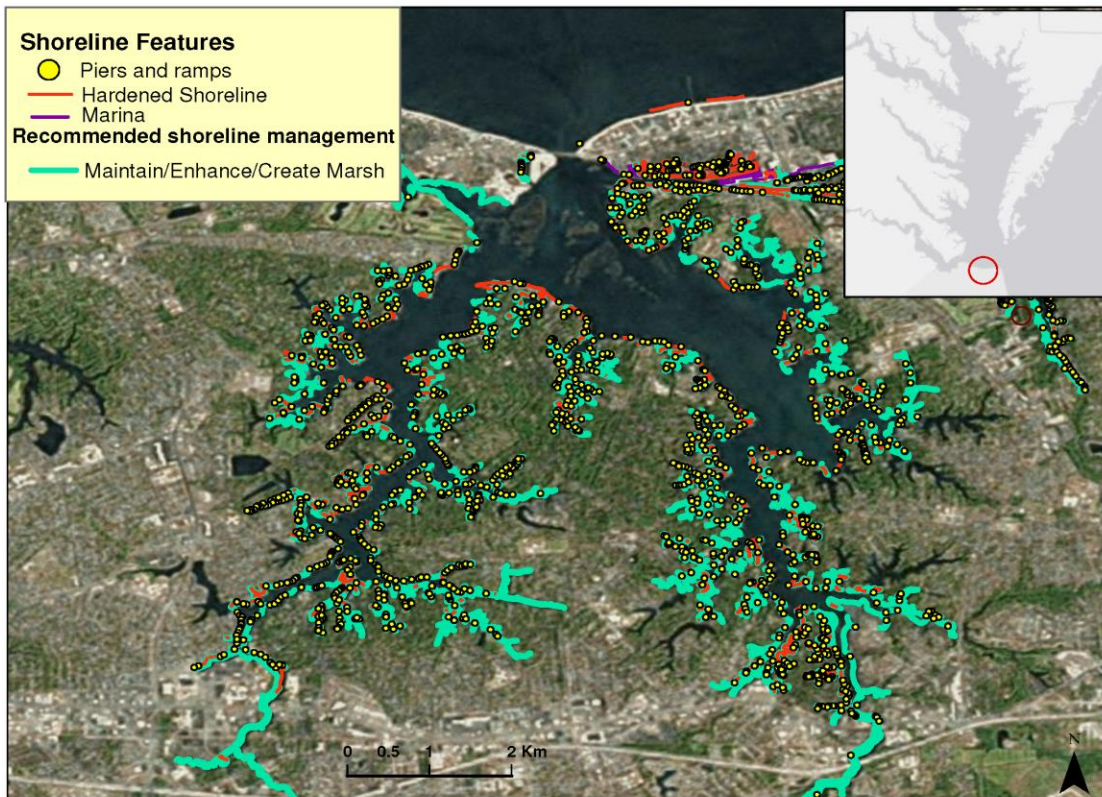 Shoreline Features
Piers and ramps
Hardened Shoreline
Marina
Recommended shoreline management
Maintain/Enhance/Create Marsh
0 0.5 1 2 Km
N